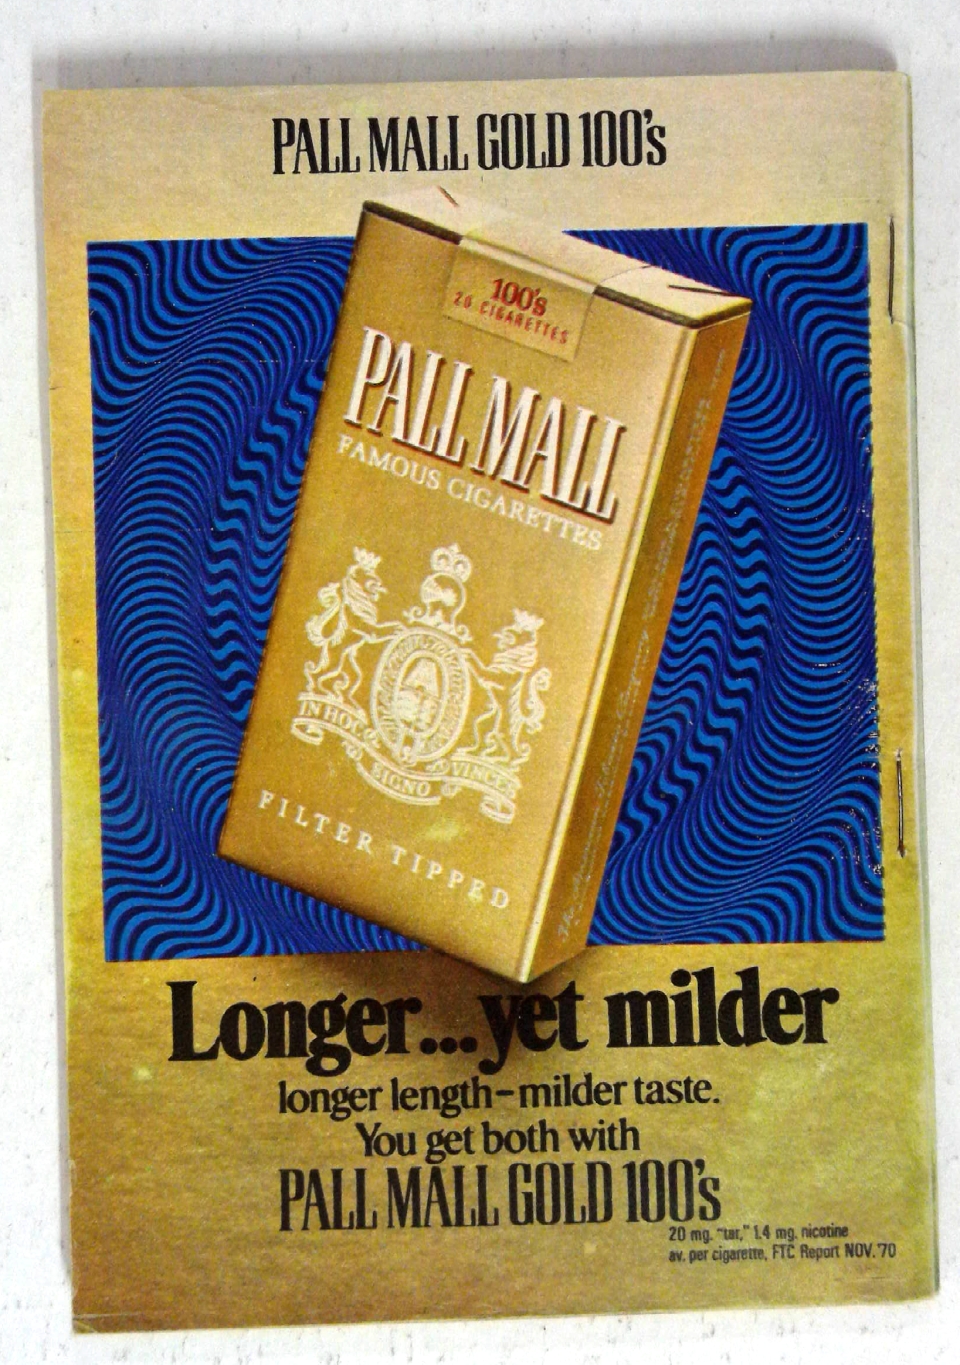 PALL MALL GOLD 100's
100's
20 CIGARETTES
PALL MALL
FAMOUS CIGARETTES
IN HOC
SIGNO
VINCES
FILTER TIPPED
Longer...yet milder
longer length-milder taste.
You get both with
PALL MALL GOLD 100's
20 mg. "tar," 1.4 mg. nicotine
av. per cigarette, FTC Report NOV. '70